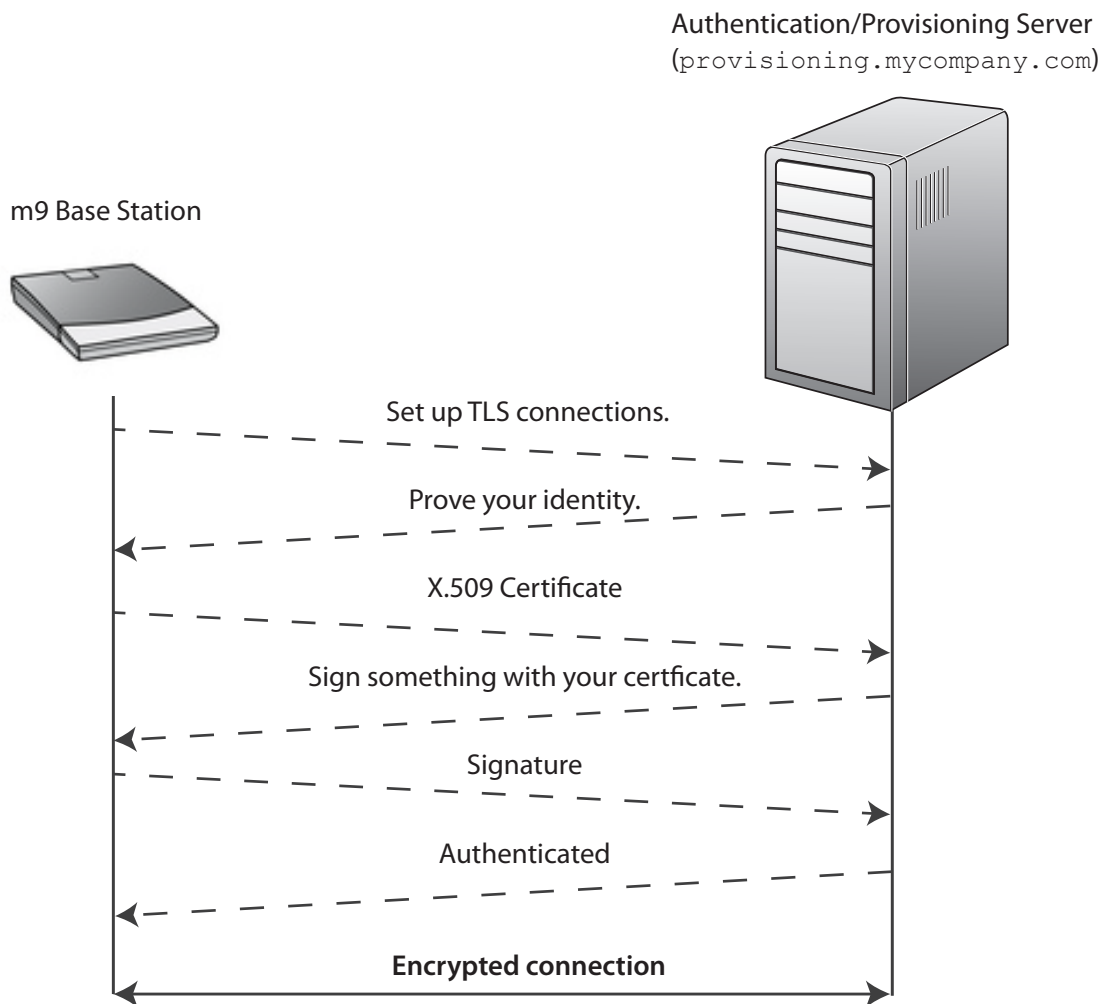 Authentication/Provisioning Server
(provisioning.mycompany.com)
m9 Base Station
Set up TLS connections.
Prove your identity.
X.509 Certificate
Sign something with your certficate.
Signature
Authenticated
Encrypted connection